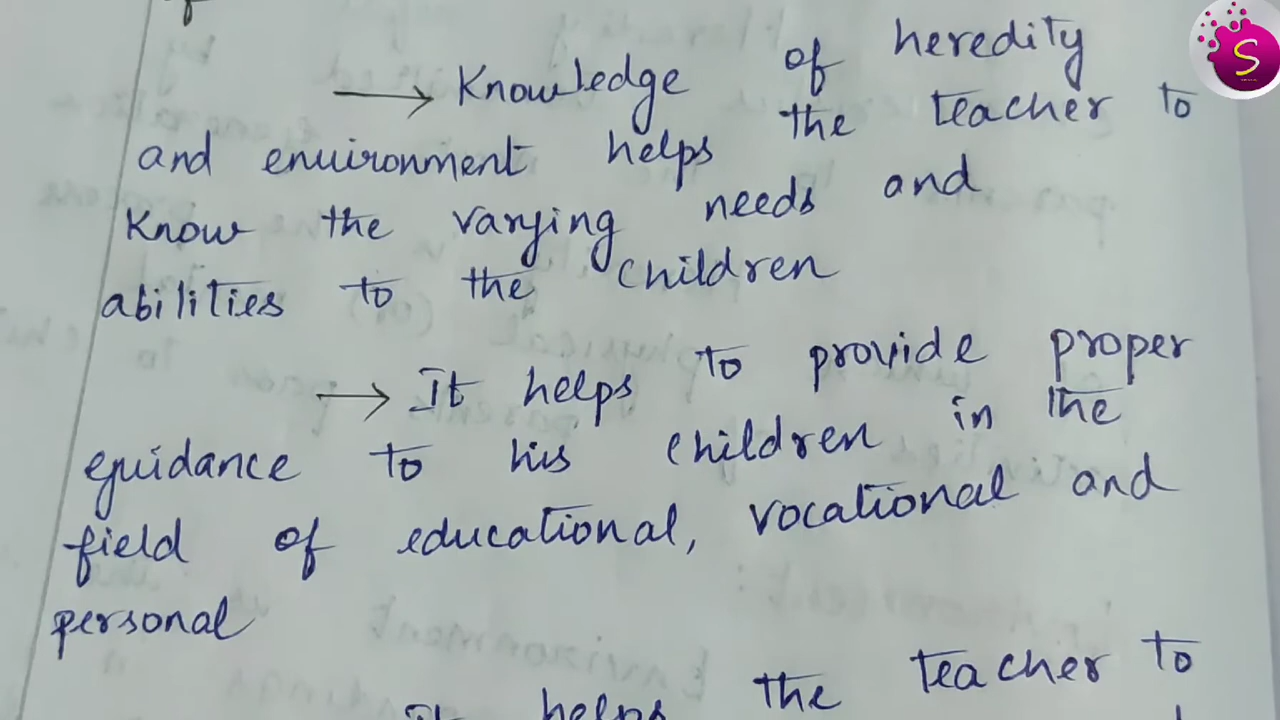 → Knowledge of heredity
and environment helps the teacher to
Know the varying needs and
abilities to the children
→ It helps to provide proper
guidance to his children in the
field of educational, vocational and
personal
It helps the teacher to
S